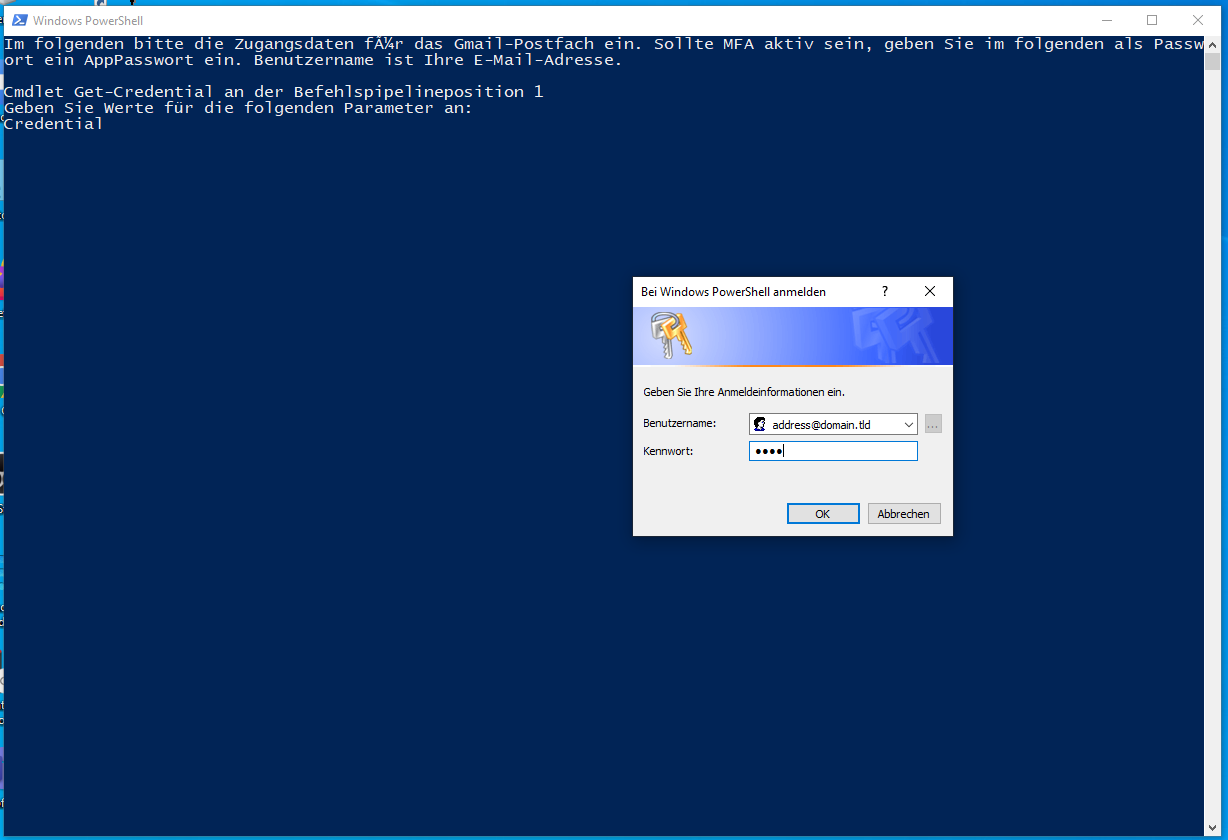 Windows PowerShell
Im folgenden bitte die Zugangsdaten fÃ¼r das Gmail-Postfach ein. Sollte MFA aktiv sein, geben Sie im folgenden als Passw
ort ein AppPasswort ein. Benutzername ist Ihre E-Mail-Adresse.
Cmdlet Get-Credential an der Befehlspipelineposition 1
Geben Sie Werte für die folgenden Parameter an:
Credential
Bei Windows PowerShell anmelden
?
Geben Sie Ihre Anmeldeinformationen ein.
Benutzername: address@domain.tld ...
Kennwort: ●●●●
OK Abbrechen